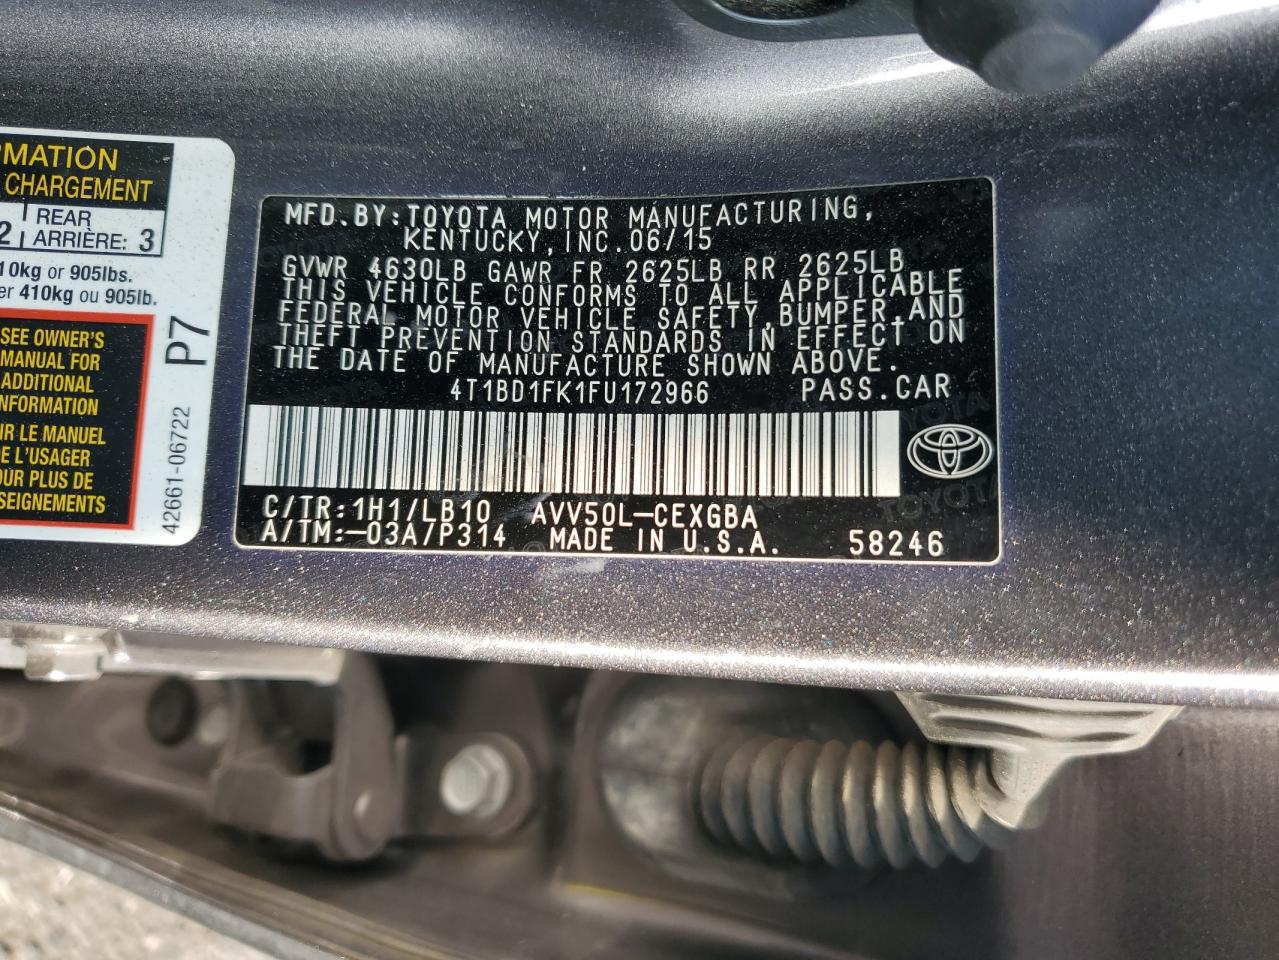 RMATION
CHARGEMENT
2 REAR
ARRIÈRE: 3
10kg or 905lbs.
er 410kg ou 905lb.
SEE OWNER'S
MANUAL FOR
ADDITIONAL
NFORMATION
IR LE MANUEL
E L'USAGER
OUR PLUS DE
SEIGNEMENTS
P7
42661-06722
MFD.BY:TOYOTA MOTOR MANUFACTURING,
KENTUCKY,INC.06/15
GVWR 4630LB GAWR FR 2625LB RR 2625LB
THIS VEHICLE CONFORMS TO ALL APPLICABLE
FEDERAL MOTOR VEHICLE SAFETY,BUMPER,AND
THEFT PREVENTION STANDARDS IN EFFECT ON
THE DATE OF MANUFACTURE SHOWN ABOVE.
4T1BD1FK1FU172966 PASS.CAR
C/TR:1H1/LB10 AVV50L-CEXGBA
A/TM:-03A7P314 MADE IN U.S.A. 58246
TOYOTA